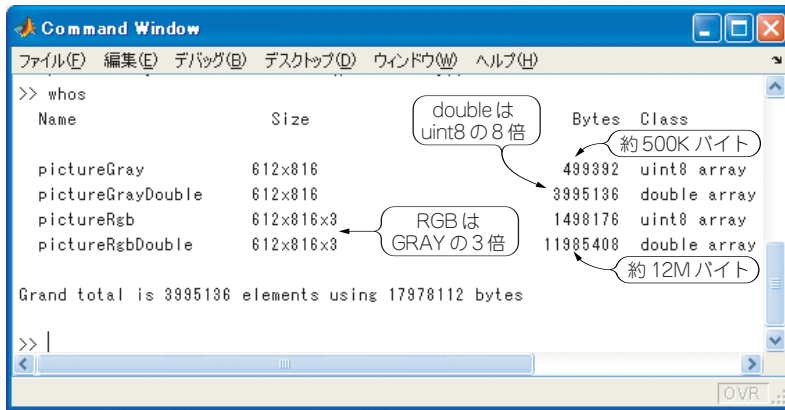 Command Window
ファイル(F) 編集(E) デバッグ(B) デスクトップ(D) ウィンドウ(W) ヘルプ(H)
>> whos
Name Size Bytes Class
doubleは
uint8の8倍
約500Kバイト
pictureGray 612x816 499392 uint8 array
pictureGrayDouble 612x816 3995136 double array
pictureRgb 612x816x3 1498176 uint8 array
pictureRgbDouble 612x816x3 11985408 double array
RGBは
GRAYの3倍
約12Mバイト
Grand total is 3995136 elements using 17978112 bytes
>>
OVR